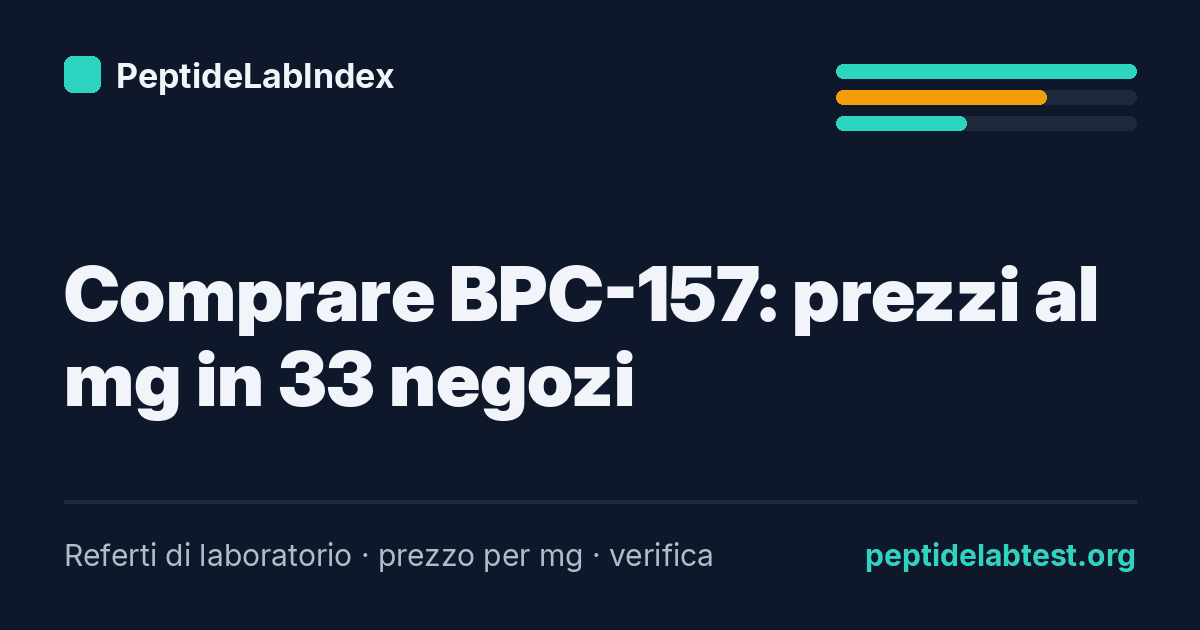 PeptideLabIndex
Comprare BPC-157: prezzi al
mg in 33 negozi
Referti di laboratorio · prezzo per mg · verifica
peptidelabtest.org